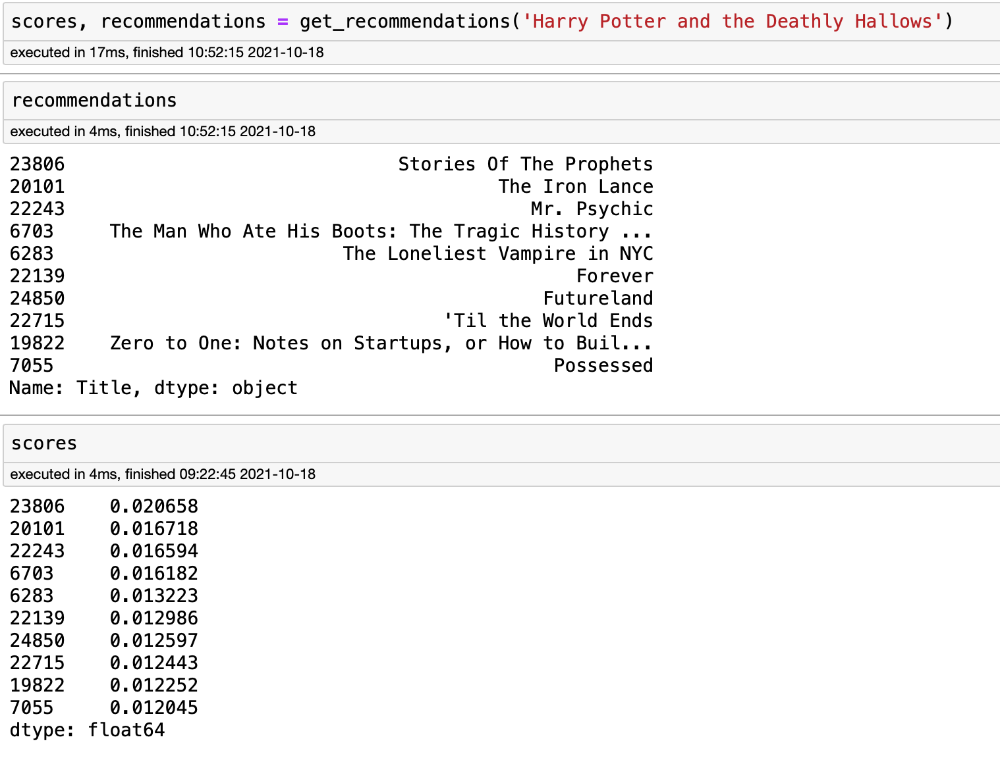 scores, recommendations = get_recommendations('Harry Potter and the Deathly Hallows')
executed in 17ms, finished 10:52:15 2021-10-18
recommendations
executed in 4ms, finished 10:52:15 2021-10-18
23806 Stories Of The Prophets
20101 The Iron Lance
22243 Mr. Psychic
6703 The Man Who Ate His Boots: The Tragic History ...
6283 The Loneliest Vampire in NYC
22139 Forever
24850 Futureland
22715 'Til the World Ends
19822 Zero to One: Notes on Startups, or How to Buil...
7055 Possessed
Name: Title, dtype: object
scores
executed in 4ms, finished 09:22:45 2021-10-18
23806 0.020658
20101 0.016718
22243 0.016594
6703 0.016182
6283 0.013223
22139 0.012986
24850 0.012597
22715 0.012443
19822 0.012252
7055 0.012045
dtype: float64